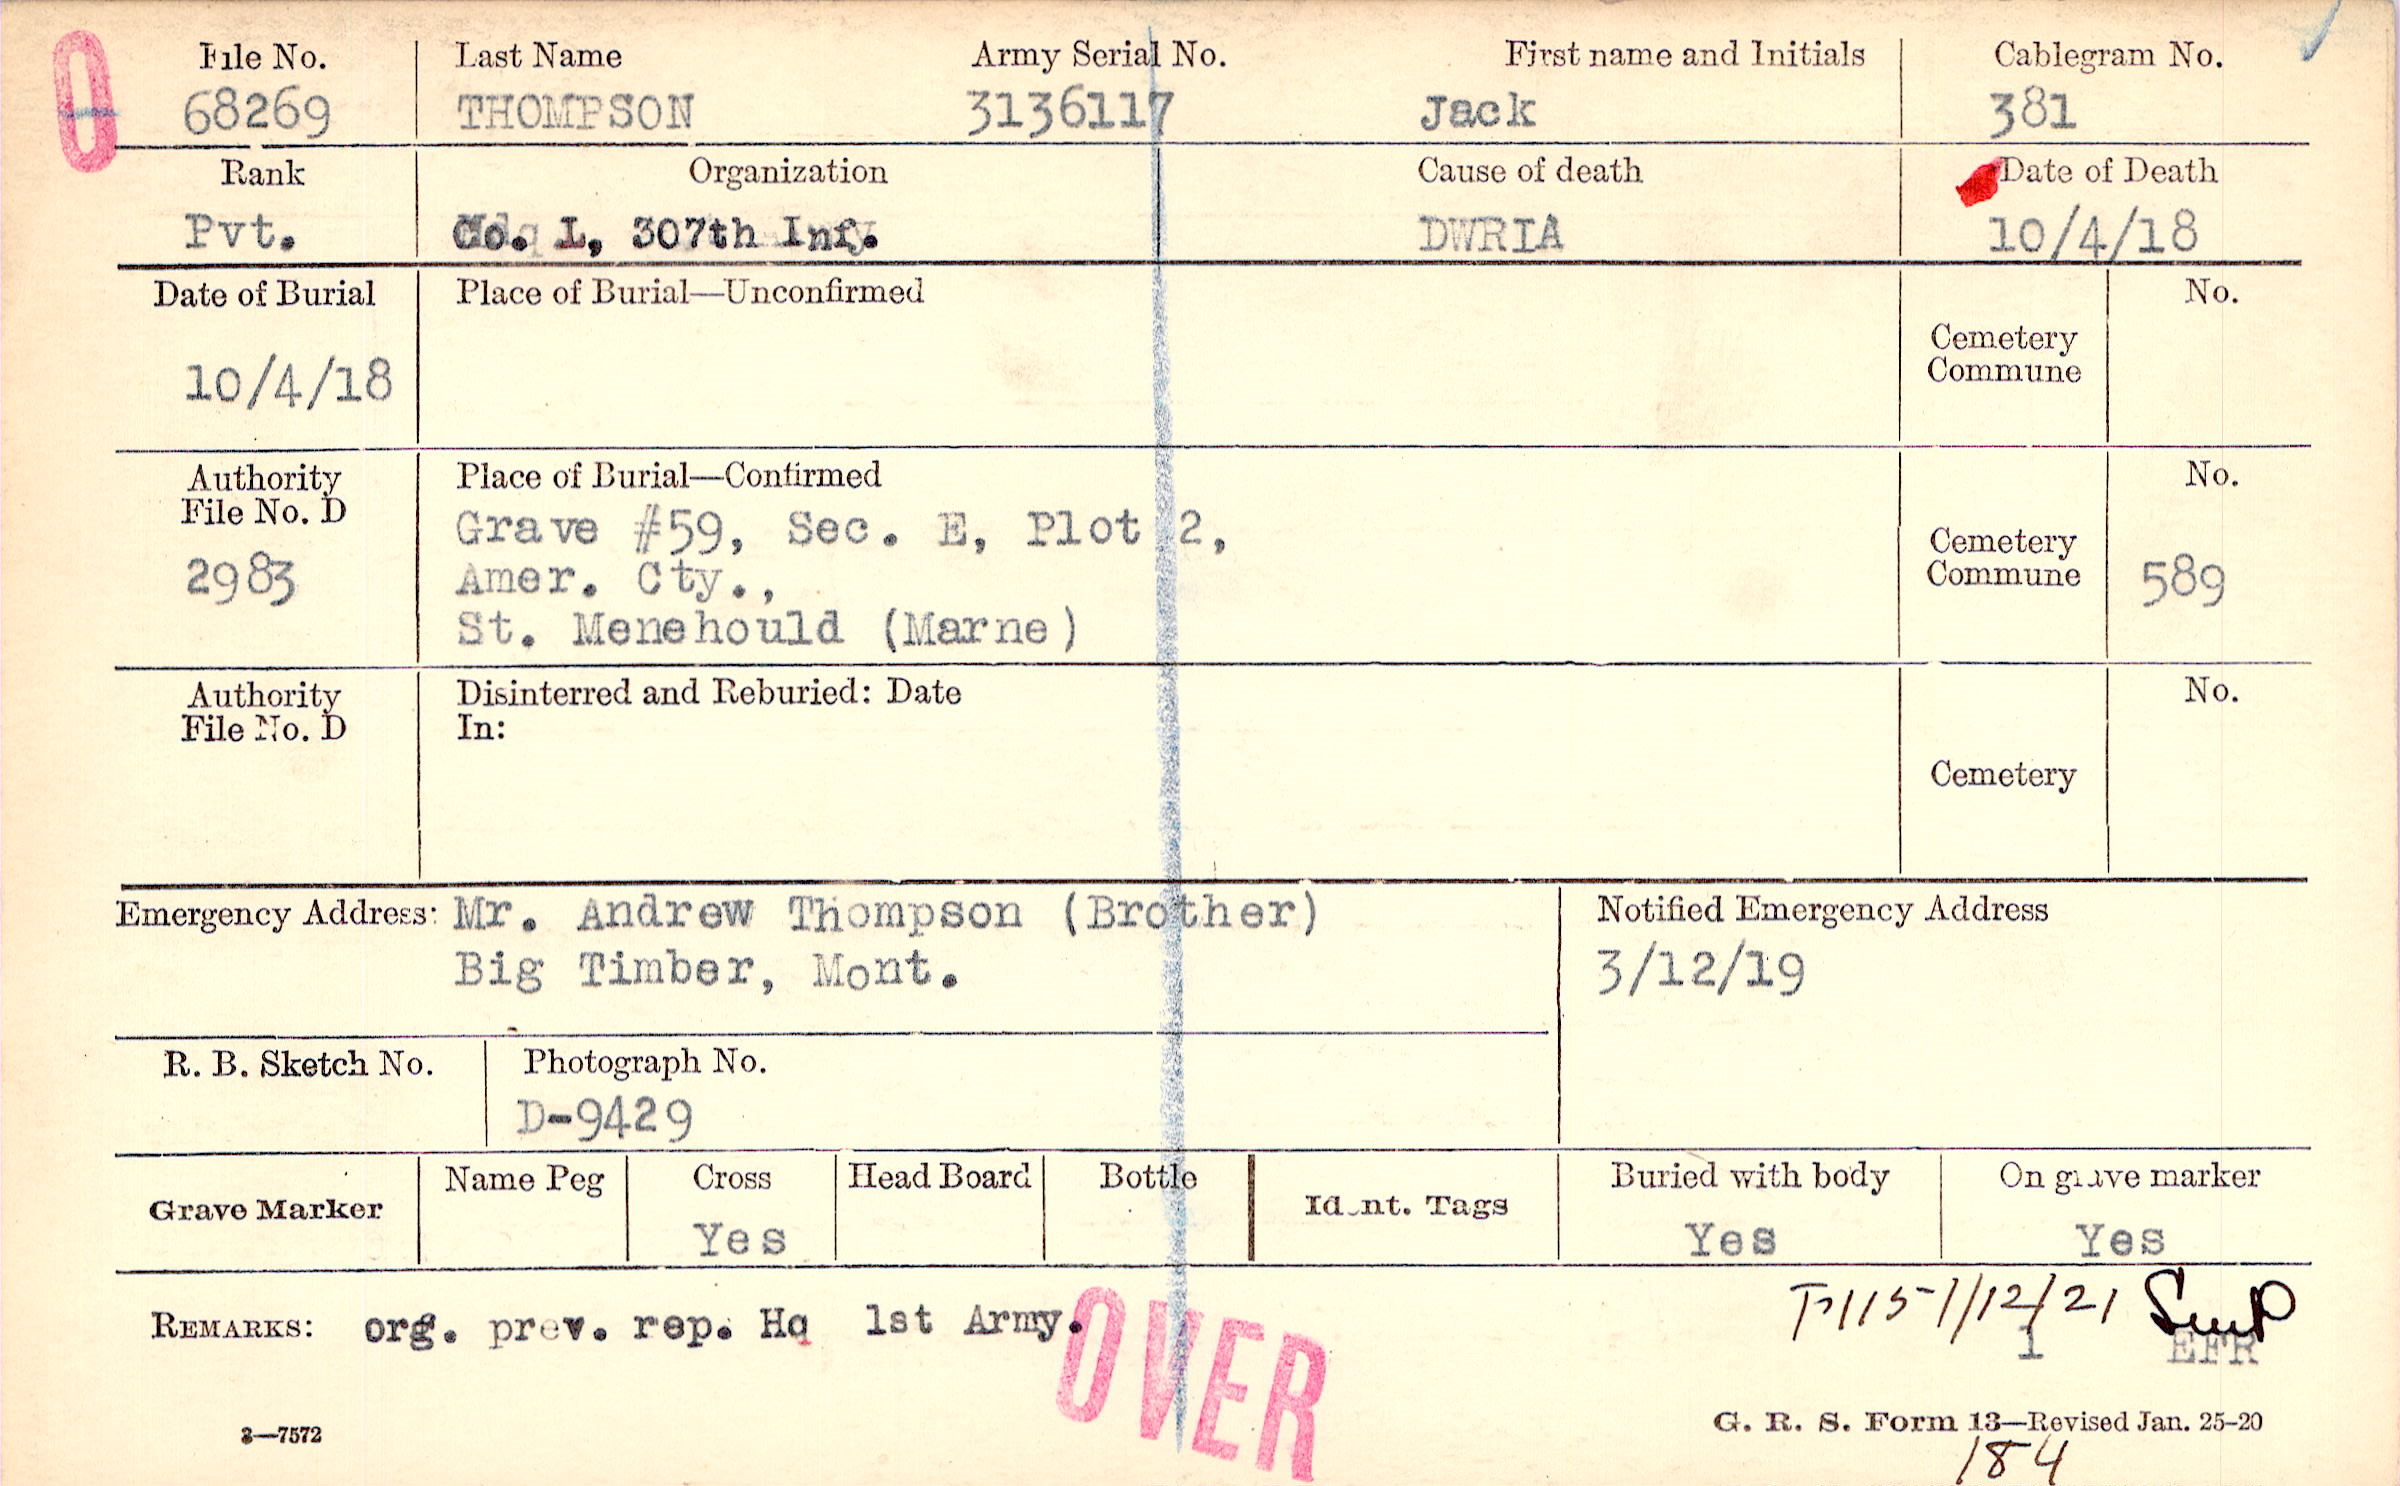 0
File No. Last Name Army Serial No. First name and Initials Cablegram No.
68269 THOMPSON 3136117 Jack 381
Rank Organization Cause of death Date of Death
Pvt. Co. L, 307th Inf. DWRIA 10/4/18
Date of Burial Place of Burial—Unconfirmed No.
Cemetery
Commune
10/4/18
Authority Place of Burial—Confirmed No.
File No. D
Grave #59, Sec. E, Plot 2,
Cemetery
2983 Amer. Cty., Commune 589
St. Menehould (Marne)
Authority Disinterred and Reburied: Date No.
File No. D In:
Cemetery
Emergency Address: Mr. Andrew Thompson (Brother) Notified Emergency Address
Big Timber, Mont. 3/12/19
R. B. Sketch No. Photograph No.
D-9429
Grave Marker Name Peg Cross Head Board Bottle Ident. Tags Buried with body On grave marker
Yes Yes Yes
REMARKS: org. prev. rep. Hq 1st Army. 1/12/21
1 EFR
OVER
3—7572 G. R. S. Form 13—Revised Jan. 25-20
184